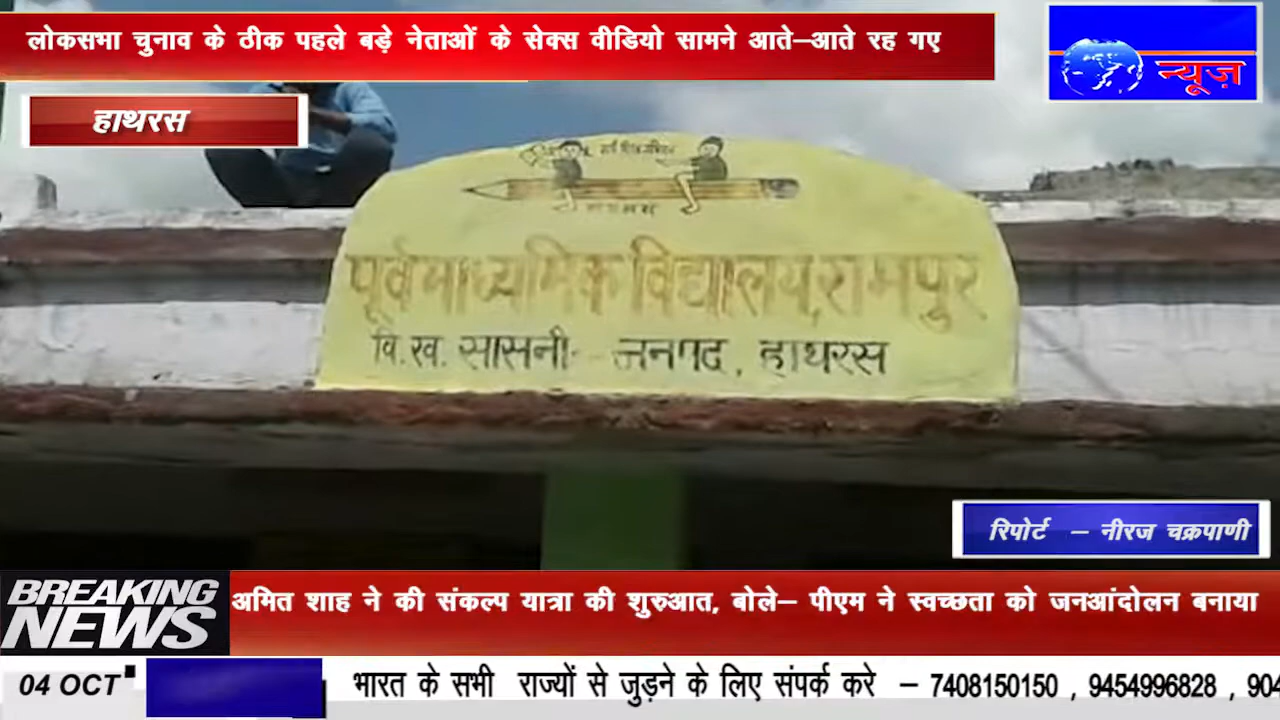 लोकसभा चुनाव के ठीक पहले बड़े नेताओं के सेक्स वीडियो सामने आते–आते रह गए
न्यूज़
हाथरस
पूर्व माध्यमिक विद्यालय, रामपुर
वि.ख. सासनी- जनपद, हाथरस
रिपोर्ट – नीरज चक्रपाणी
BREAKING
NEWS
अमित शाह ने की संकल्प यात्रा की शुरुआत, बोले– पीएम ने स्वच्छता को जनआंदोलन बनाया
04 OCT
भारत के सभी राज्यों से जुड़ने के लिए संपर्क करे – 7408150150 , 9454996828 , 904